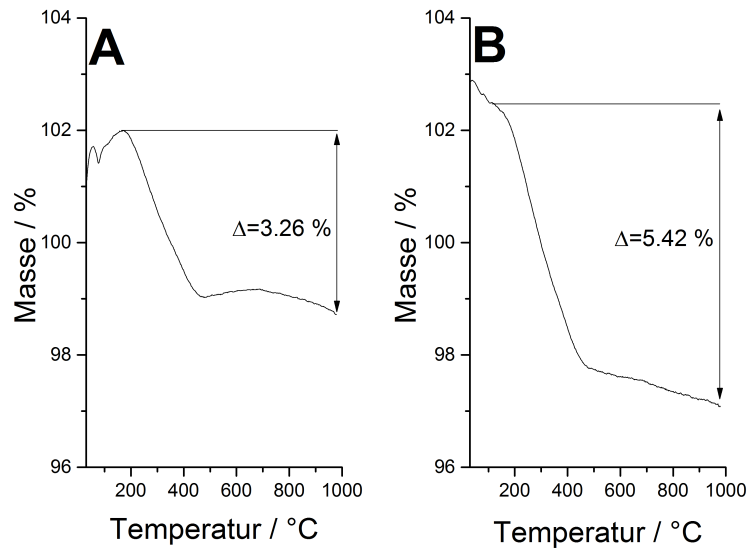 A
104
102
100
98
96
Masse / %
Δ=3.26 %
200 400 600 800 1000
Temperatur / °C
B
104
102
100
98
96
Masse / %
Δ=5.42 %
200 400 600 800 1000
Temperatur / °C